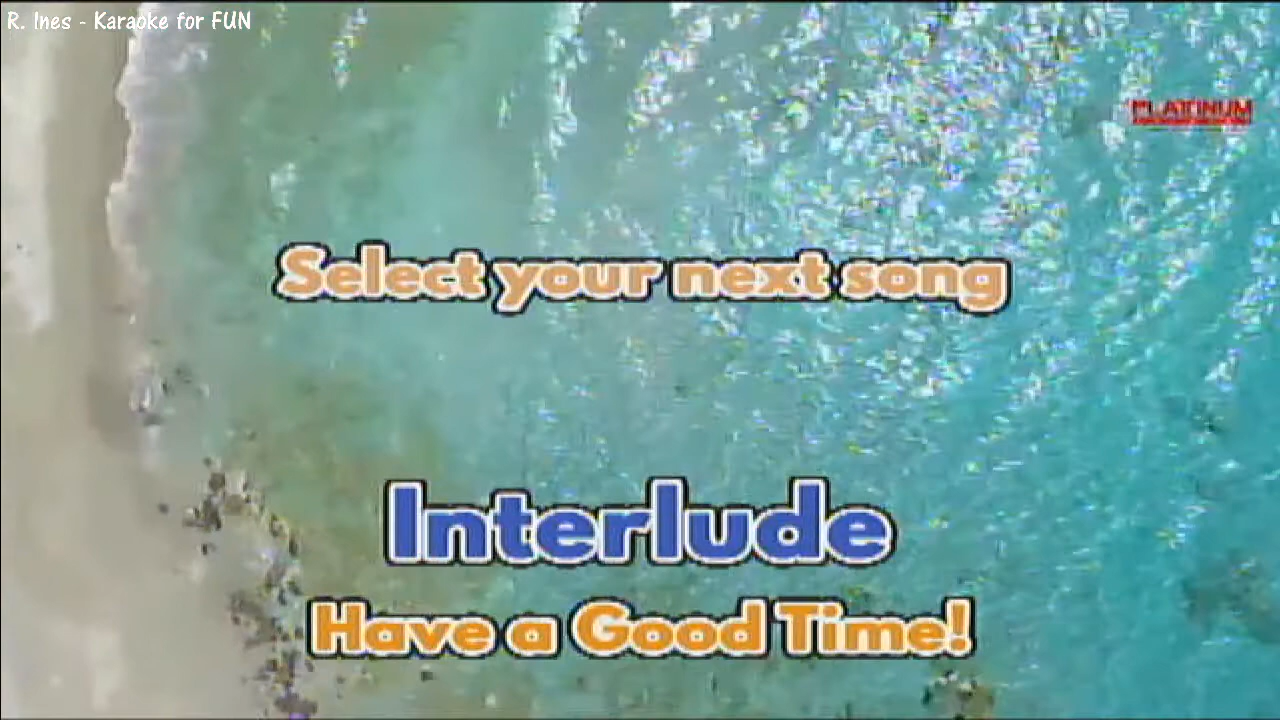 R. Ines - Karaoke for FUN
PLATINUM
Select your next song
Interlude
Have a Good Time!